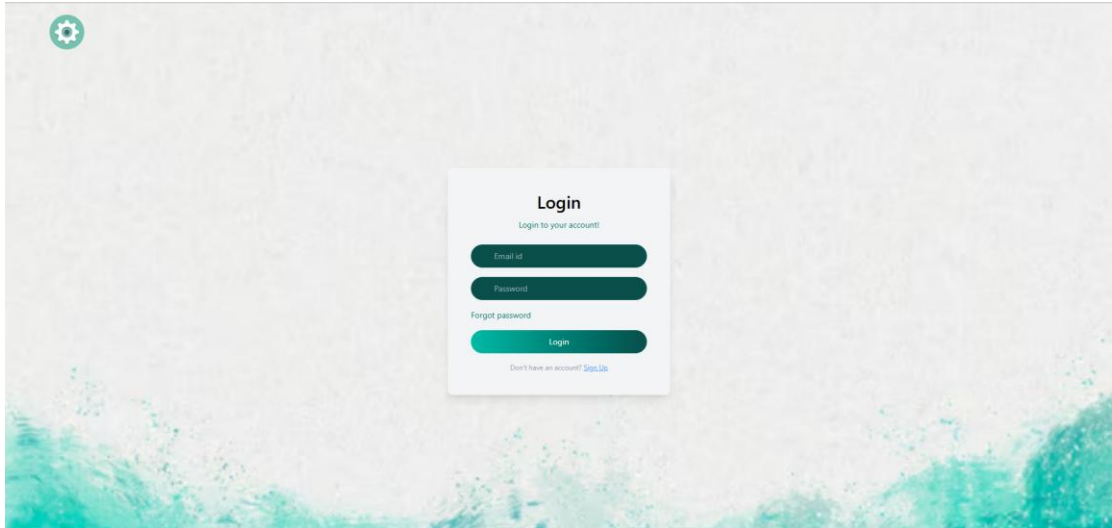 Login
Login to your account!
Email id
Password
Forgot password
Login
Don't have an account? Sign Up